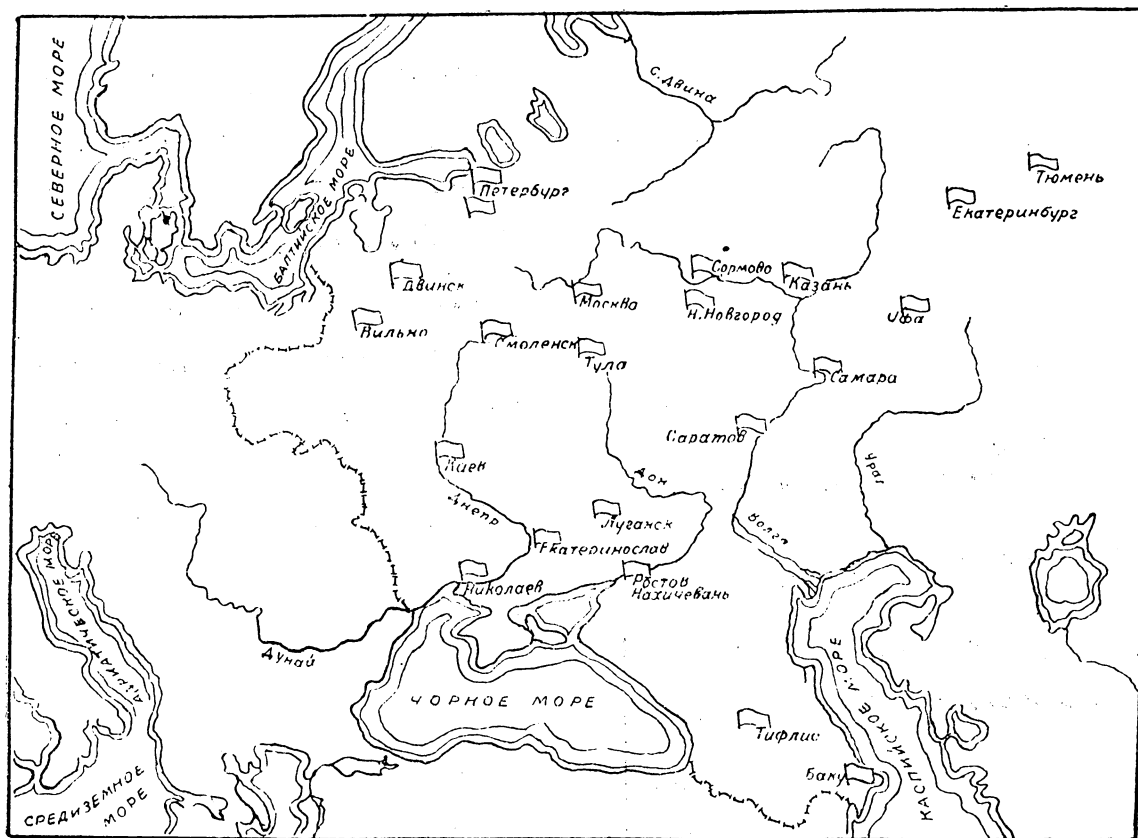 СЕВЕРНОЕ МОРЕ
БАЛТИЙСКОЕ МОРЕ
С. ДВИНА
Петербург
Тюмень
Екатеринбург
Двинск
Сормово
Казань
Москва
Н.Новгород
Уфа
Вильно
Смоленск
Тула
Самара
Саратов
Киев
Дон
Урал
Днепр
Луганск
Волга
Екатеринослав
Николаев
Ростов
Нахичевань
АДРИАТИЧЕСКОЕ МОРЕ
Дунай
ЧОРНОЕ МОРЕ
Тифлис
КАСПИЙСКОЕ МОРЕ
Баку
СРЕДИЗЕМНОЕ
МОРЕ